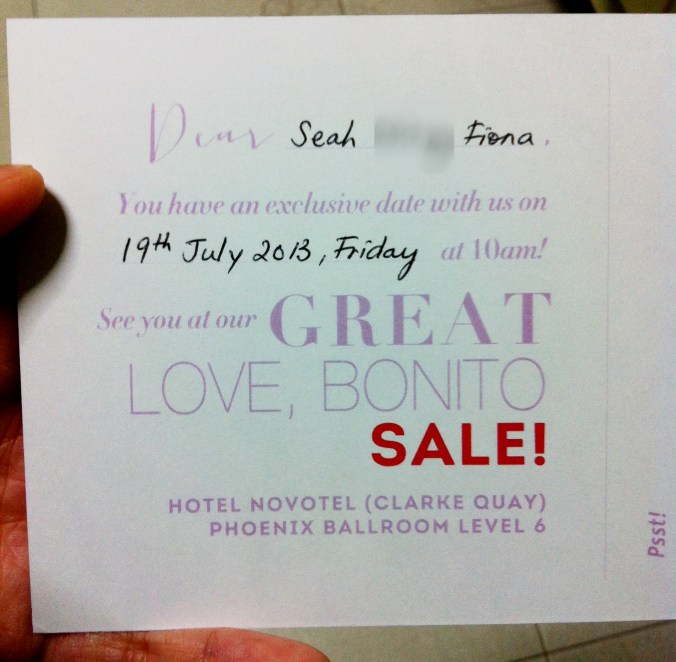 Dear Seah Fiona.
You have an exclusive date with us on
19th July 2013, Friday at 10am!
See you at our GREAT
LOVE, BONITO
SALE!
HOTEL NOVOTEL (CLARKE QUAY)
PHOENIX BALLROOM LEVEL 6
Psst!